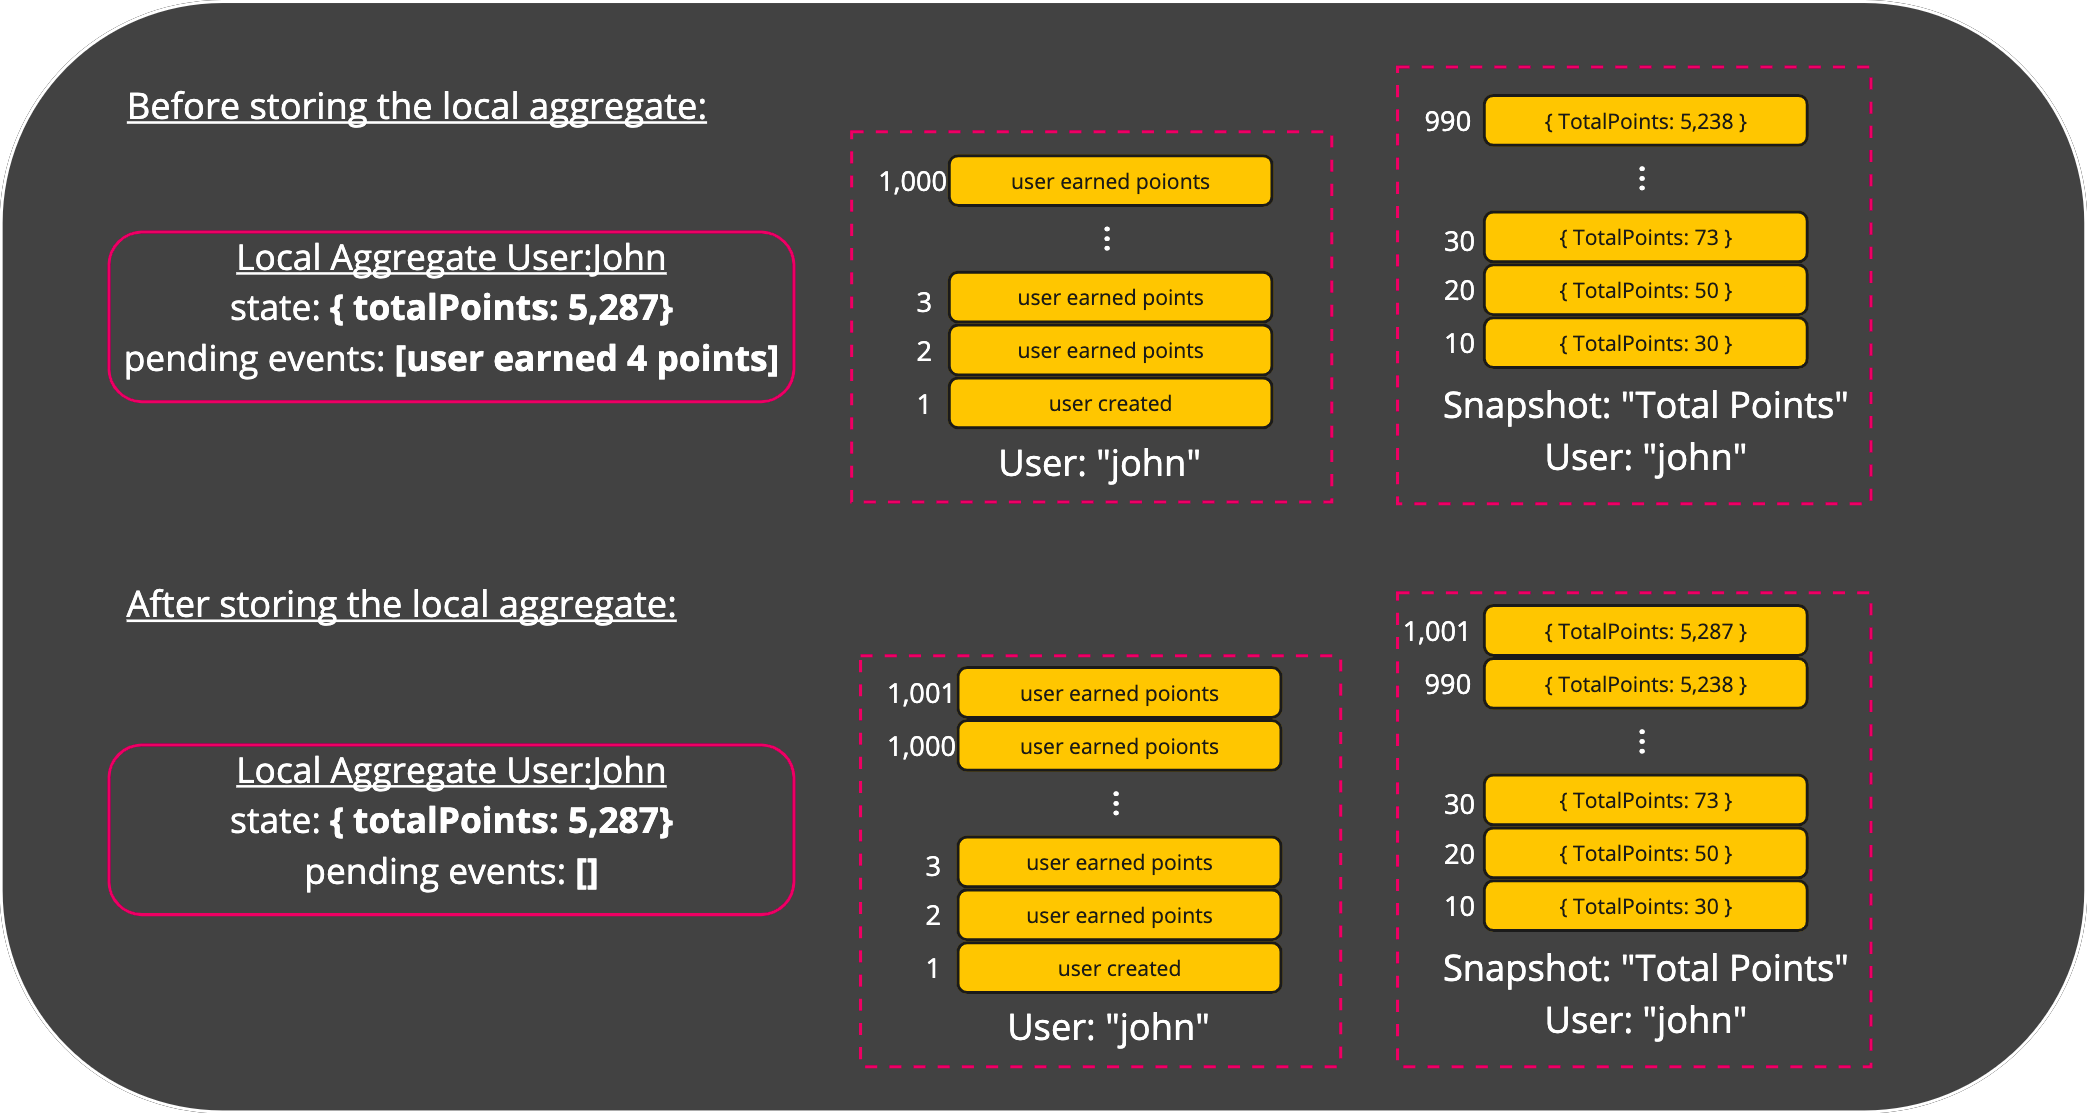 Before storing the local aggregate:
Local Aggregate User:John
state: { totalPoints: 5,287}
pending events: [user earned 4 points]
1,000 user earned poionts
⋮
3 user earned points
2 user earned points
1 user created
User: "john"
990 { TotalPoints: 5,238 }
⋮
30 { TotalPoints: 73 }
20 { TotalPoints: 50 }
10 { TotalPoints: 30 }
Snapshot: "Total Points"
User: "john"
After storing the local aggregate:
Local Aggregate User:John
state: { totalPoints: 5,287}
pending events: []
1,001 user earned poionts
1,000 user earned poionts
⋮
3 user earned points
2 user earned points
1 user created
User: "john"
1,001 { TotalPoints: 5,287 }
990 { TotalPoints: 5,238 }
⋮
30 { TotalPoints: 73 }
20 { TotalPoints: 50 }
10 { TotalPoints: 30 }
Snapshot: "Total Points"
User: "john"